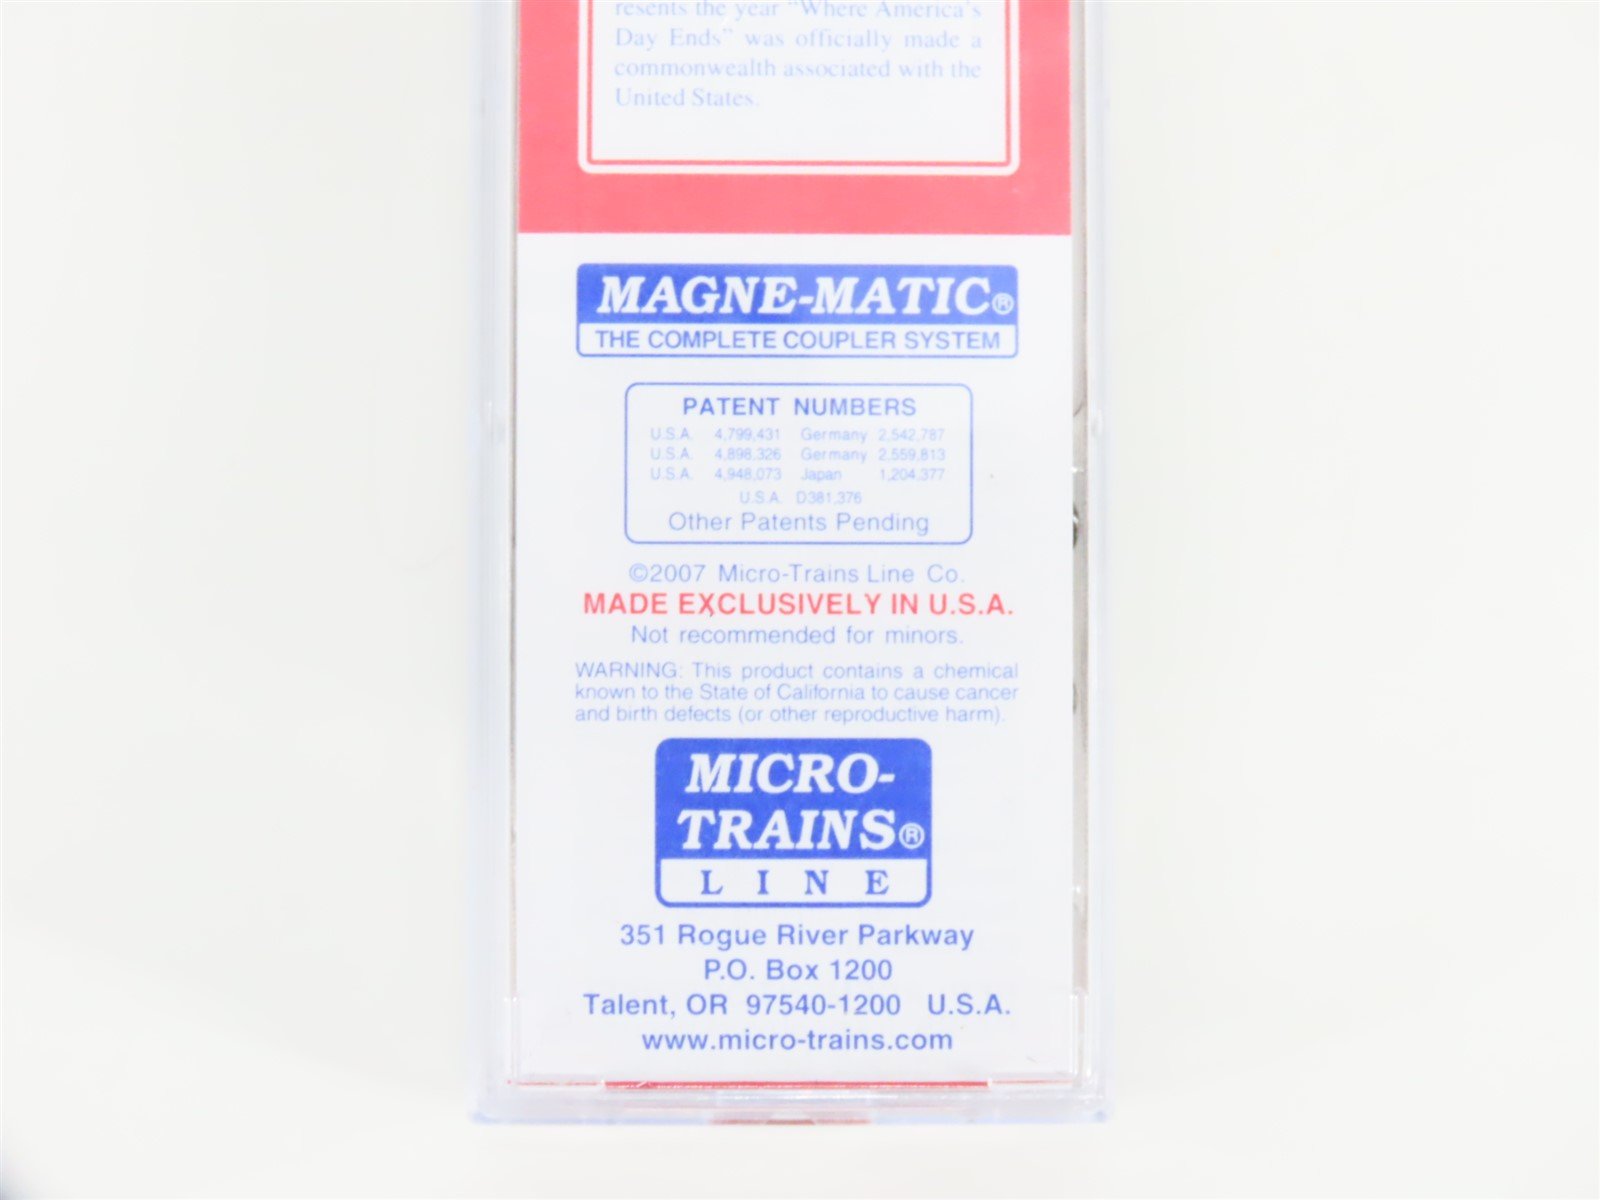 resents the year "Where America's
Day Ends" was officially made a
commonwealth associated with the
United States.
MAGNE-MATIC®
THE COMPLETE COUPLER SYSTEM
PATENT NUMBERS
U.S.A. 4,799,431 Germany 2,542,787
U.S.A. 4,898,326 Germany 2,559,813
U.S.A. 4,948,073 Japan 1,204,377
U.S.A. D381,376
Other Patents Pending
©2007 Micro-Trains Line Co.
MADE EXCLUSIVELY IN U.S.A.
Not recommended for minors.
WARNING: This product contains a chemical
known to the State of California to cause cancer
and birth defects (or other reproductive harm).
MICRO-
TRAINS®
LINE
351 Rogue River Parkway
P.O. Box 1200
Talent, OR 97540-1200 U.S.A.
www.micro-trains.com